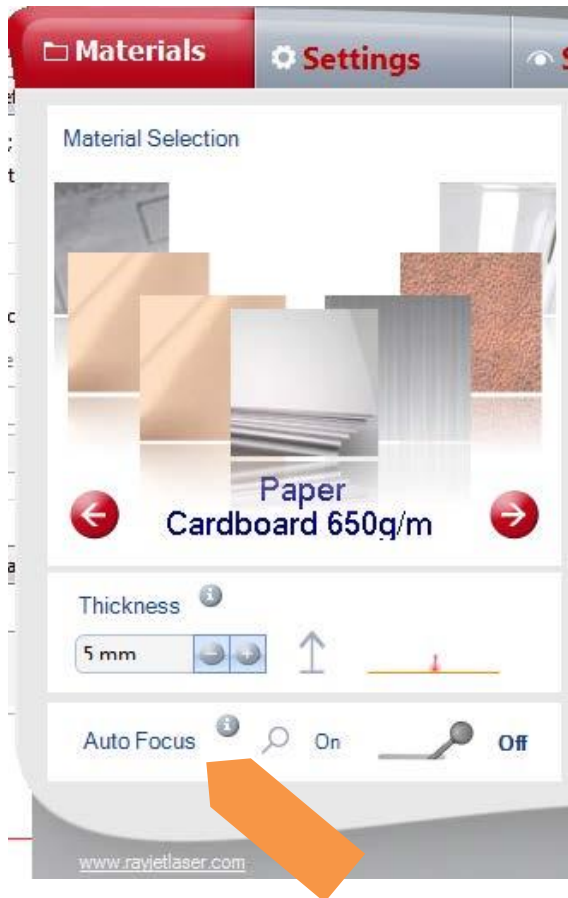 Materials
Settings
Material Selection
Paper
Cardboard 650g/m
Thickness
5 mm
Auto Focus On Off
www.rayjetlaser.com